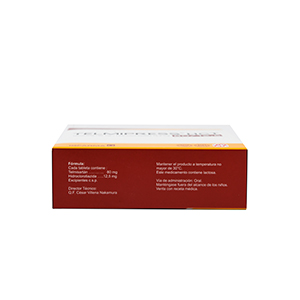 TELMIPRESS HCT
Fórmula:
Cada tableta contiene:
Telmisartán ........... 80 mg
Hidroclorotiazida ....12.5 mg
Excipientes c.s.p.
Director Técnico:
Q.F. César Villena Nakamura
Mantener el producto a temperatura no
mayor de 30°C.
Este medicamento contiene lactosa.
Vía de administración: Oral
Manténgase fuera del alcance de los niños.
Venta con receta médica.